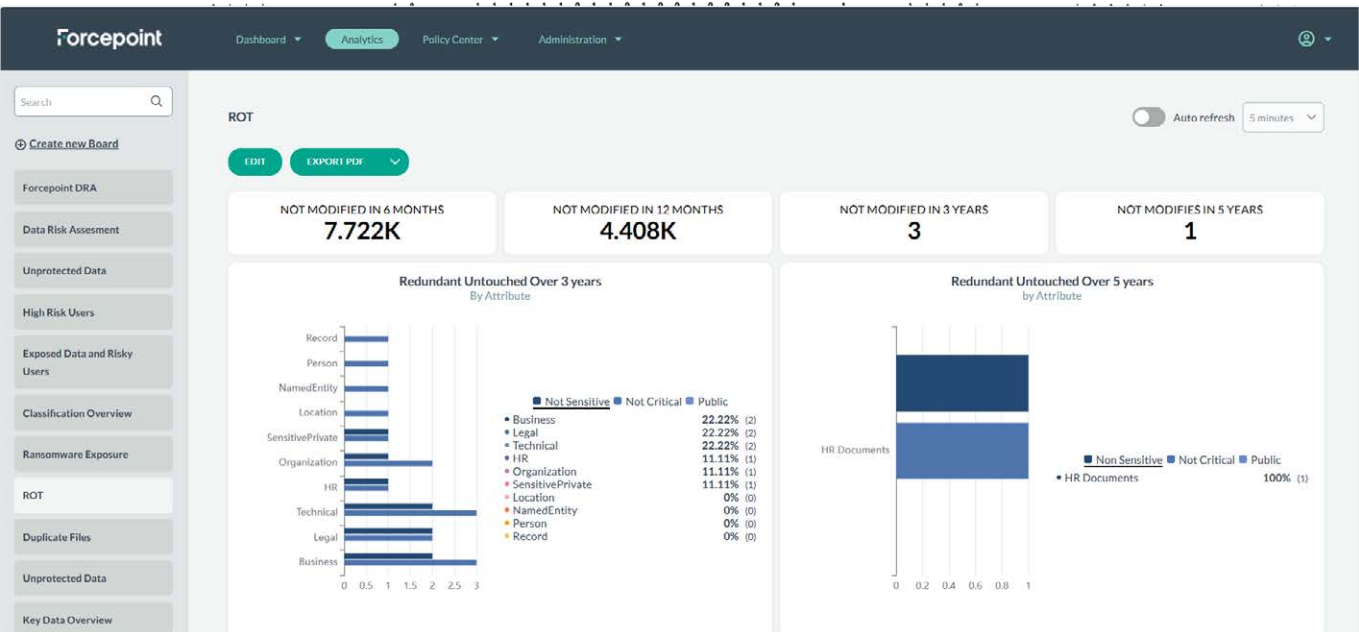 Forcepoint
Dashboard
Analytics
Policy Center
Administration
Search
Create new Board
Forcepoint DRA
Data Risk Assesment
Unprotected Data
High Risk Users
Exposed Data and Risky
Users
Classification Overview
Ransomware Exposure
ROT
Duplicate Files
Unprotected Data
Key Data Overview
ROT
Auto refresh
5 minutes
EDIT
EXPORT PDF
NOT MODIFIED IN 6 MONTHS
7.722K
NOT MODIFIED IN 12 MONTHS
4.408K
NOT MODIFIED IN 3 YEARS
3
NOT MODIFIES IN 5 YEARS
1
Redundant Untouched Over 3 years
By Attribute
Record
Person
NamedEntity
Location
SensitivePrivate
Organization
HR
Technical
Legal
Business
0 0.5 1 1.5 2 2.5 3
Not Sensitive Not Critical Public
Business 22.22% (2)
Legal 22.22% (2)
Technical 22.22% (2)
HR 11.11% (1)
Organization 11.11% (1)
SensitivePrivate 11.11% (1)
Location 0% (0)
NamedEntity 0% (0)
Person 0% (0)
Record 0% (0)
Redundant Untouched Over 5 years
by Attribute
HR Documents
0 0.2 0.4 0.6 0.8 1
Non Sensitive Not Critical Public
HR Documents 100% (1)